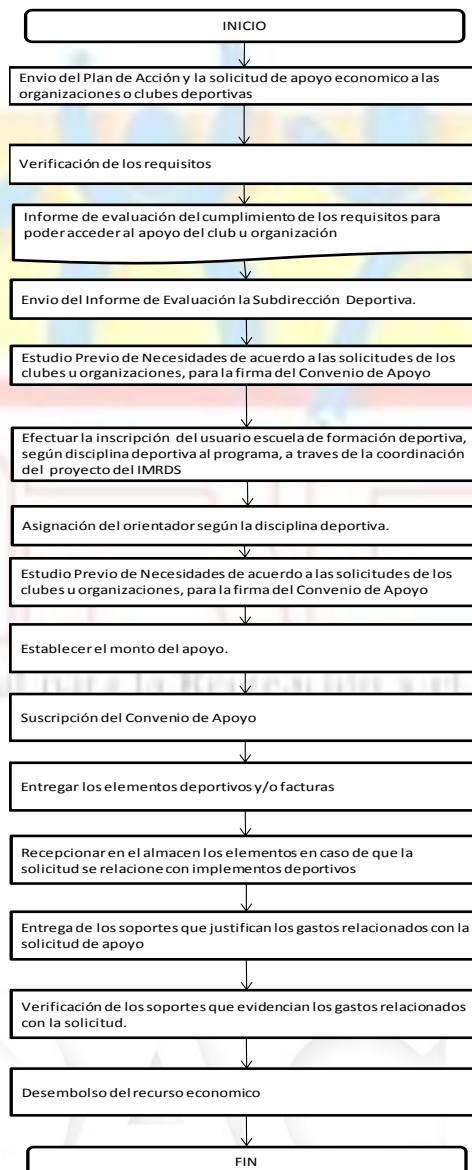 INICIO
Envio del Plan de Acción y la solicitud de apoyo economico a las
organizaciones o clubes deportivas
Verificación de los requisitos
Informe de evaluación del cumplimiento de los requisitos para
poder acceder al apoyo del club u organización
Envio del Informe de Evaluación la Subdirección Deportiva.
Estudio Previo de Necesidades de acuerdo a las solicitudes de los
clubes u organizaciones, para la firma del Convenio de Apoyo
Efectuar la inscripción del usuario escuela de formación deportiva,
según disciplina deportiva al programa, a traves de la coordinación
del proyecto del IMRDS
Asignación del orientador según la disciplina deportiva.
Estudio Previo de Necesidades de acuerdo a las solicitudes de los
clubes u organizaciones, para la firma del Convenio de Apoyo
Establecer el monto del apoyo.
para la Recreación y el
Suscripción del Convenio de Apoyo
Entregar los elementos deportivos y/o facturas
Recepcionar en el almacen los elementos en caso de que la
solicitud se relacione con implementos deportivos
Entrega de los soportes que justifican los gastos relacionados con la
solicitud de apoyo
Verificación de los soportes que evidencian los gastos relacionados
con la solicitud.
Desembolso del recurso economico
FIN